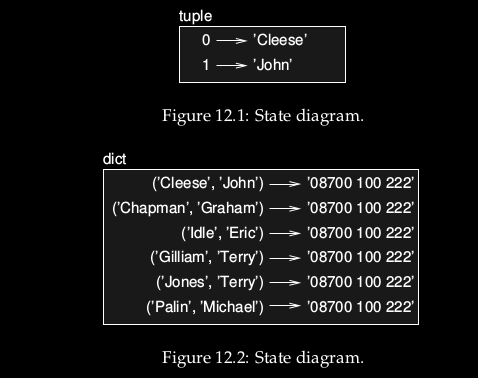 tuple
0 'Cleese'
1 'John'
Figure 12.1: State diagram.
dict
('Cleese', 'John') '08700 100 222'
('Chapman', 'Graham') '08700 100 222'
('Idle', 'Eric') '08700 100 222'
('Gilliam', 'Terry') '08700 100 222'
('Jones', 'Terry') '08700 100 222'
('Palin', 'Michael') '08700 100 222'
Figure 12.2: State diagram.